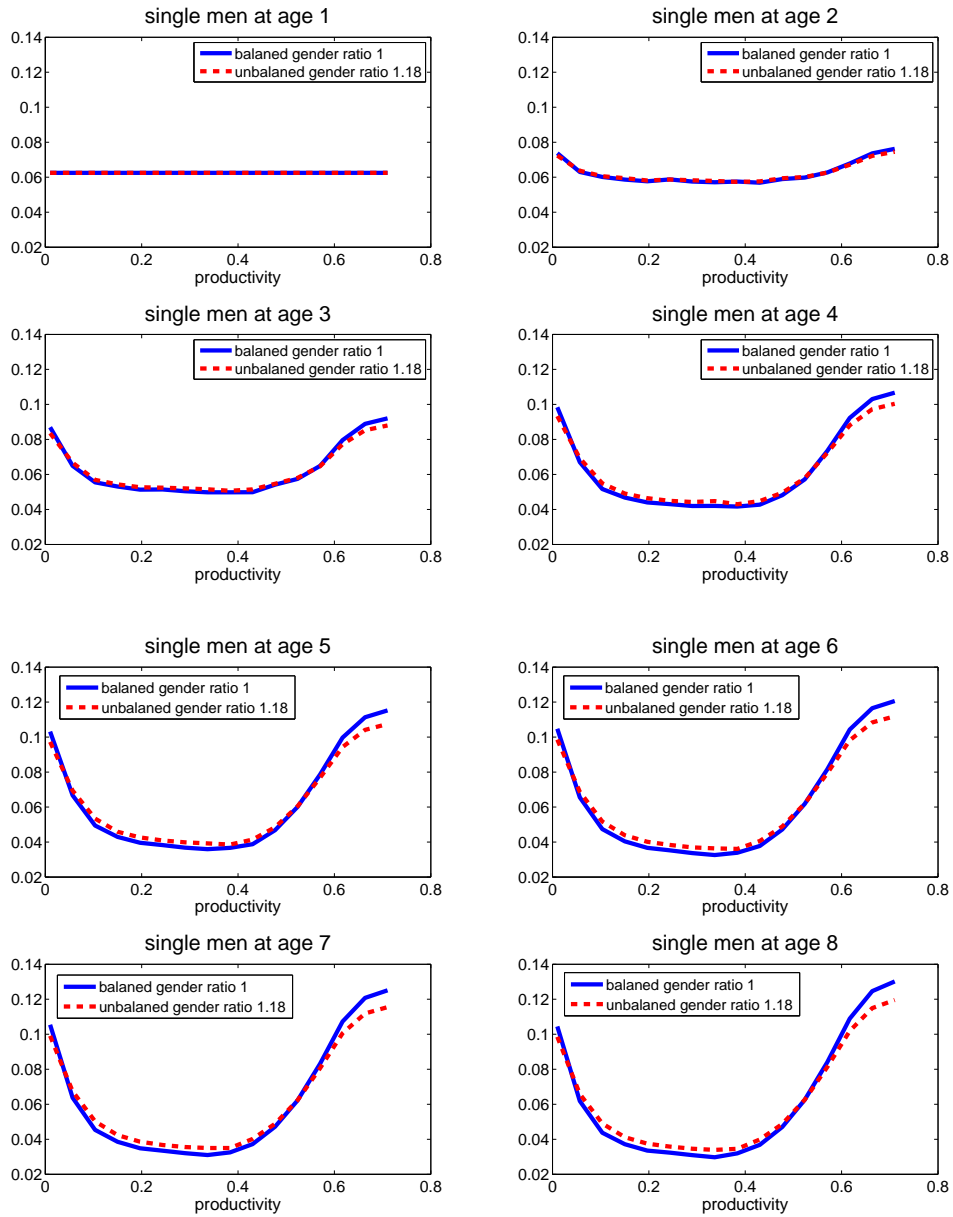 single men at age 1
0.14
0.12
0.1
0.08
0.06
0.04
0.02
0 0.2 0.4 0.6 0.8
productivity
balaned gender ratio 1
unbalaned gender ratio 1.18
single men at age 2
0.14
0.12
0.1
0.08
0.06
0.04
0.02
0 0.2 0.4 0.6 0.8
productivity
balaned gender ratio 1
unbalaned gender ratio 1.18
single men at age 3
0.14
0.12
0.1
0.08
0.06
0.04
0.02
0 0.2 0.4 0.6 0.8
productivity
balaned gender ratio 1
unbalaned gender ratio 1.18
single men at age 4
0.14
0.12
0.1
0.08
0.06
0.04
0.02
0 0.2 0.4 0.6 0.8
productivity
balaned gender ratio 1
unbalaned gender ratio 1.18
single men at age 5
0.14
0.12
0.1
0.08
0.06
0.04
0.02
0 0.2 0.4 0.6 0.8
productivity
balaned gender ratio 1
unbalaned gender ratio 1.18
single men at age 6
0.14
0.12
0.1
0.08
0.06
0.04
0.02
0 0.2 0.4 0.6 0.8
productivity
balaned gender ratio 1
unbalaned gender ratio 1.18
single men at age 7
0.14
0.12
0.1
0.08
0.06
0.04
0.02
0 0.2 0.4 0.6 0.8
productivity
balaned gender ratio 1
unbalaned gender ratio 1.18
single men at age 8
0.14
0.12
0.1
0.08
0.06
0.04
0.02
0 0.2 0.4 0.6 0.8
productivity
balaned gender ratio 1
unbalaned gender ratio 1.18